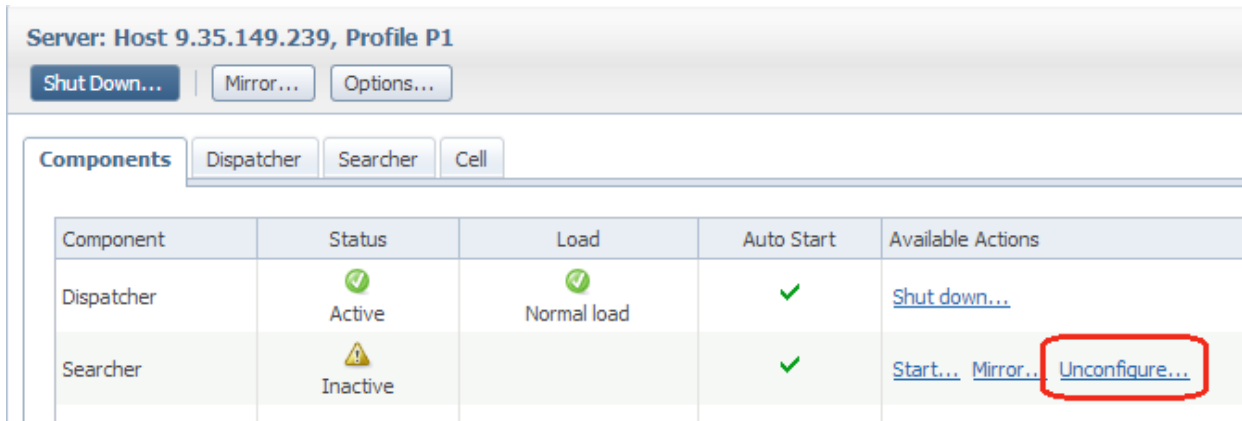 Server: Host 9.35.149.239, Profile P1
Shut Down... Mirror... Options...
Components Dispatcher Searcher Cell
Component Status Load Auto Start Available Actions
Dispatcher Active Normal load Shut down...
Searcher Inactive Start... Mirror... Unconfigure...